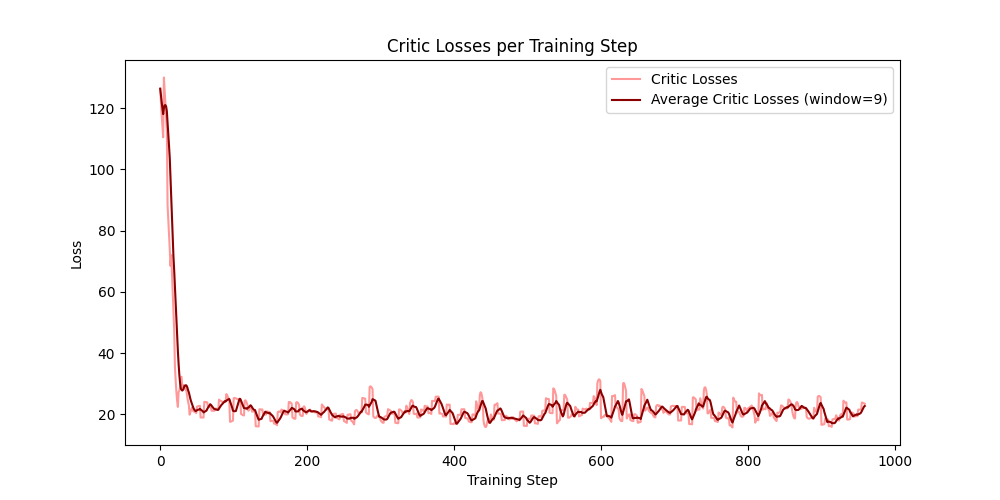 Critic Losses per Training Step
Critic Losses
Average Critic Losses (window=9)
Loss
120
100
80
60
40
20
0 200 400 600 800 1000
Training Step